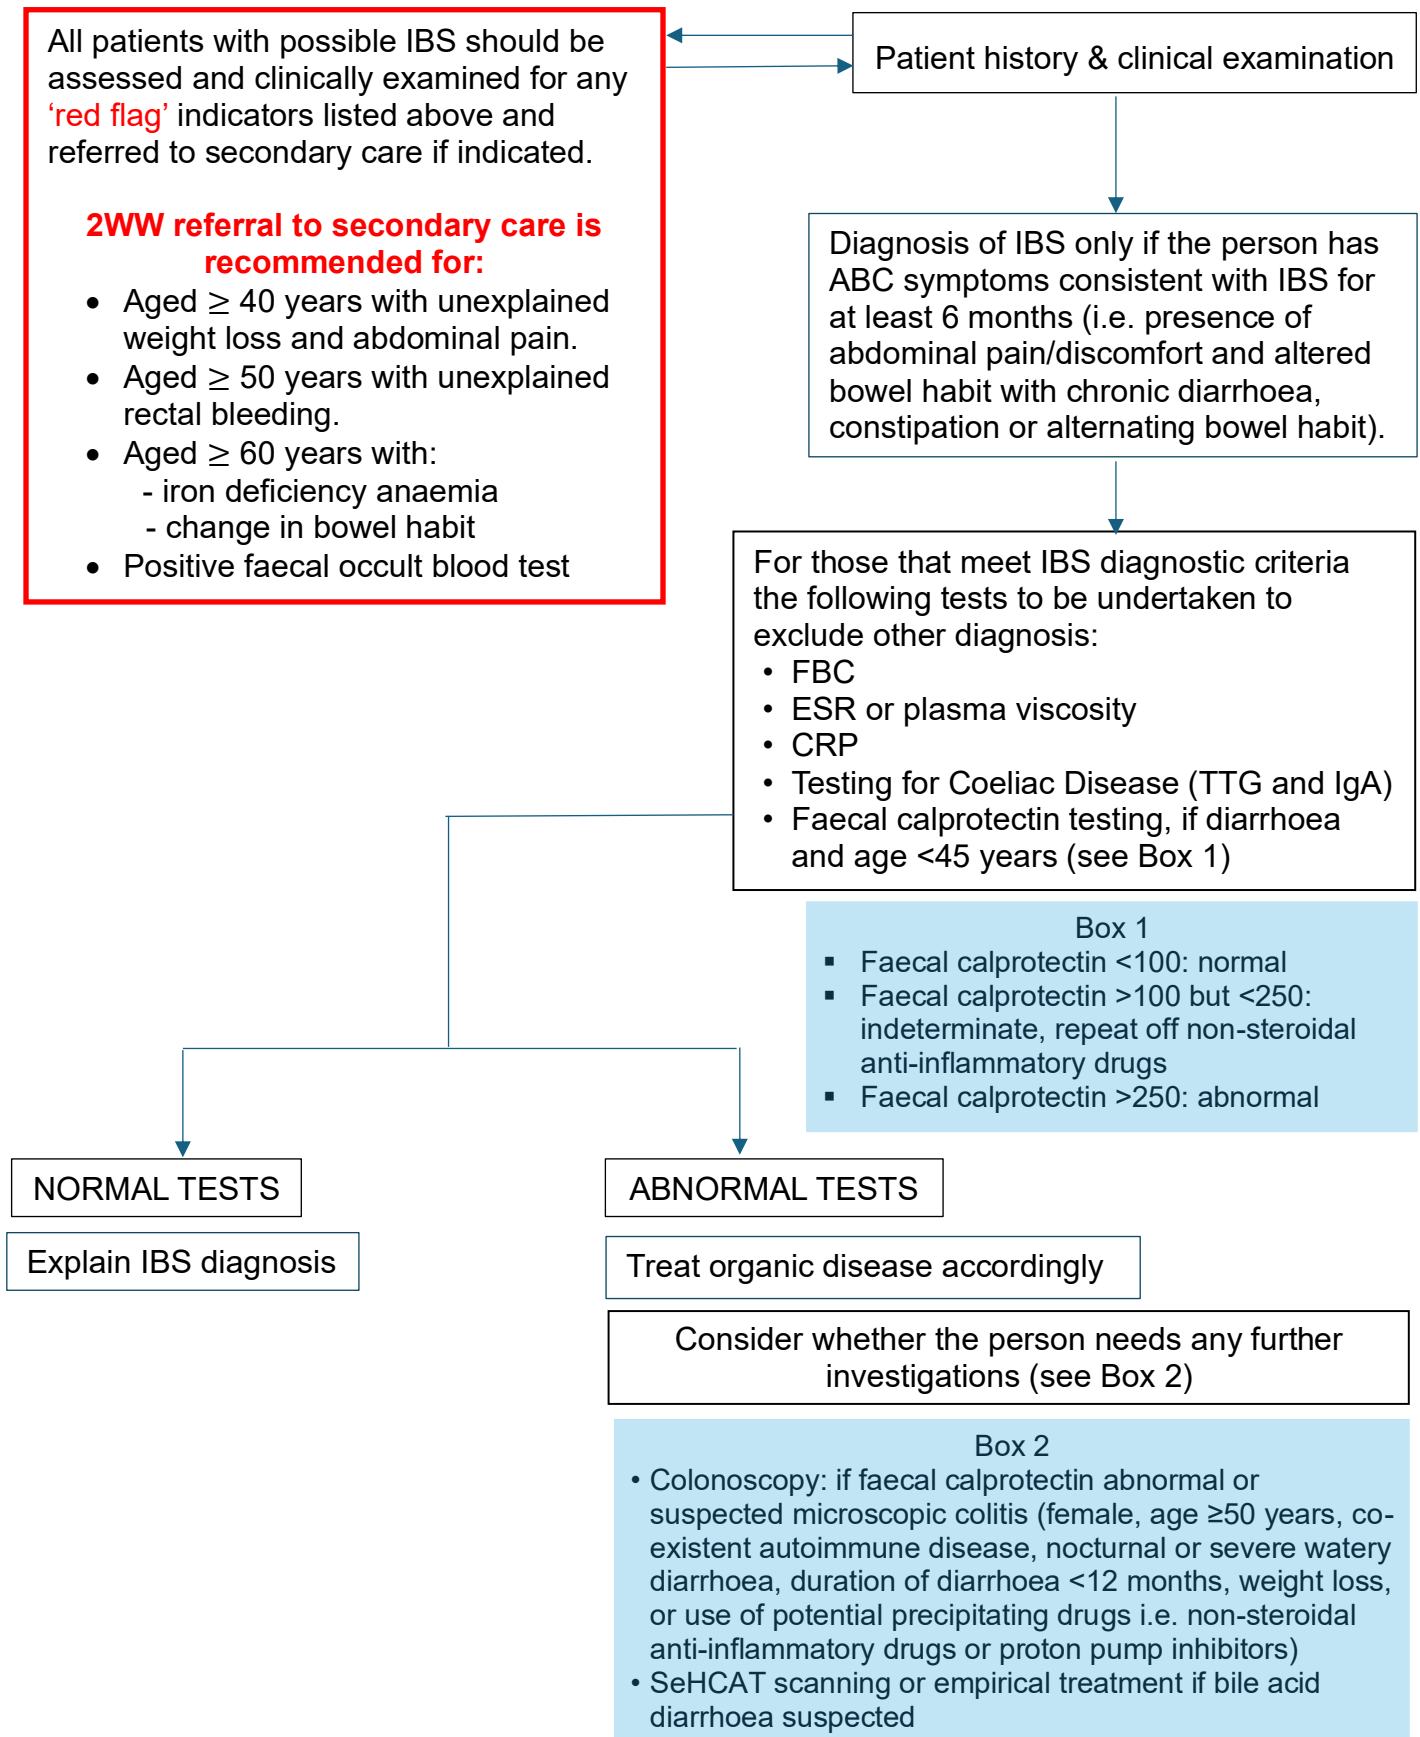 All patients with possible IBS should be
assessed and clinically examined for any
‘red flag’ indicators listed above and
referred to secondary care if indicated.
2WW referral to secondary care is
recommended for:
• Aged ≥ 40 years with unexplained
weight loss and abdominal pain.
• Aged ≥ 50 years with unexplained
rectal bleeding.
• Aged ≥ 60 years with:
- iron deficiency anaemia
- change in bowel habit
• Positive faecal occult blood test
Patient history & clinical examination
Diagnosis of IBS only if the person has
ABC symptoms consistent with IBS for
at least 6 months (i.e. presence of
abdominal pain/discomfort and altered
bowel habit with chronic diarrhoea,
constipation or alternating bowel habit).
For those that meet IBS diagnostic criteria
the following tests to be undertaken to
exclude other diagnosis:
• FBC
• ESR or plasma viscosity
• CRP
• Testing for Coeliac Disease (TTG and IgA)
• Faecal calprotectin testing, if diarrhoea
and age <45 years (see Box 1)
Box 1
▪ Faecal calprotectin <100: normal
▪ Faecal calprotectin >100 but <250:
indeterminate, repeat off non-steroidal
anti-inflammatory drugs
▪ Faecal calprotectin >250: abnormal
NORMAL TESTS
Explain IBS diagnosis
ABNORMAL TESTS
Treat organic disease accordingly
Consider whether the person needs any further
investigations (see Box 2)
Box 2
• Colonoscopy: if faecal calprotectin abnormal or
suspected microscopic colitis (female, age ≥50 years, co-
existent autoimmune disease, nocturnal or severe watery
diarrhoea, duration of diarrhoea <12 months, weight loss,
or use of potential precipitating drugs i.e. non-steroidal
anti-inflammatory drugs or proton pump inhibitors)
• SeHCAT scanning or empirical treatment if bile acid
diarrhoea suspected